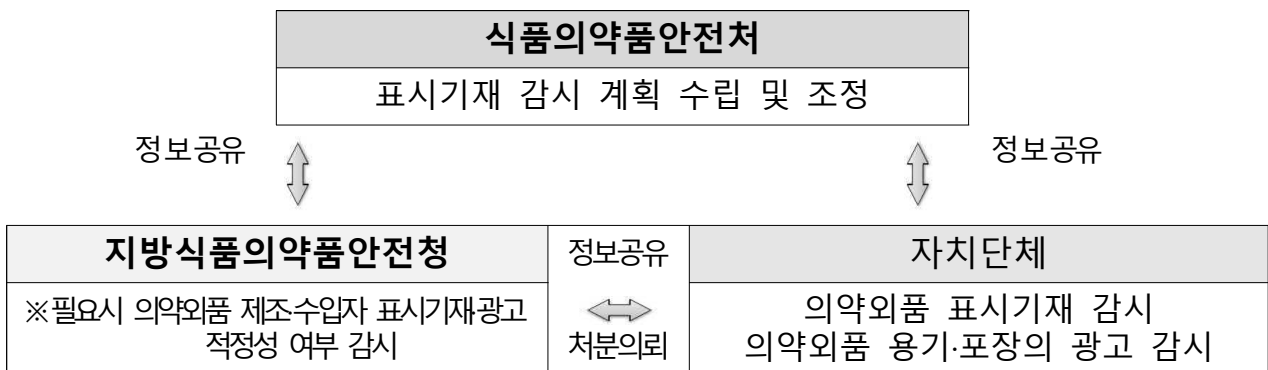 식품의약품안전처
표시기재 감시 계획 수립 및 조정
정보공유
정보공유
지방식품의약품안전청
※필요시 의약외품 제조·수입자 표시기재·광고
적정성 여부 감시
정보공유
처분의뢰
자치단체
의약외품 표시기재 감시
의약외품 용기·포장의 광고 감시